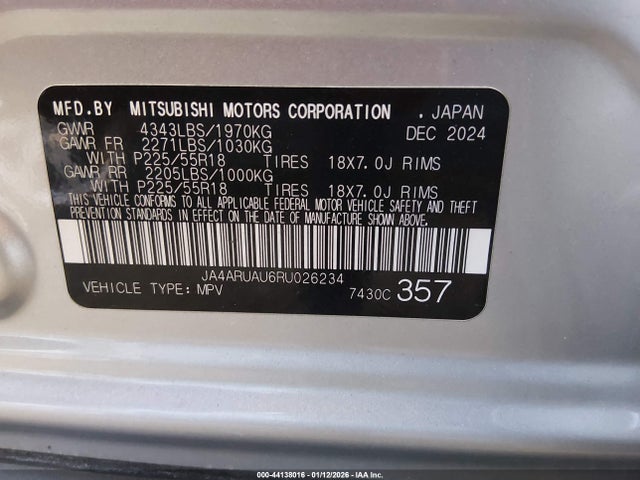 MFD.BY MITSUBISHI MOTORS CORPORATION . JAPAN
GVWR 4343LBS/1970KG DEC 2024
GAWR FR 2271LBS/1030KG
WITH P225/55R18 TIRES 18X7.0J RIMS
GAWR RR 2205LBS/1000KG
WITH P225/55R18 TIRES 18X7.0J RIMS
THIS VEHICLE CONFORMS TO ALL APPLICABLE FEDERAL MOTOR VEHICLE SAFETY AND THEFT
PREVENTION STANDARDS IN EFFECT ON THE DATE OF MANUFACTURE SHOWN ABOVE.
JA4ARUAU6RU026234
VEHICLE TYPE: MPV 7430C 357
000-44138016 - 01/12/2026 - IAA Inc.